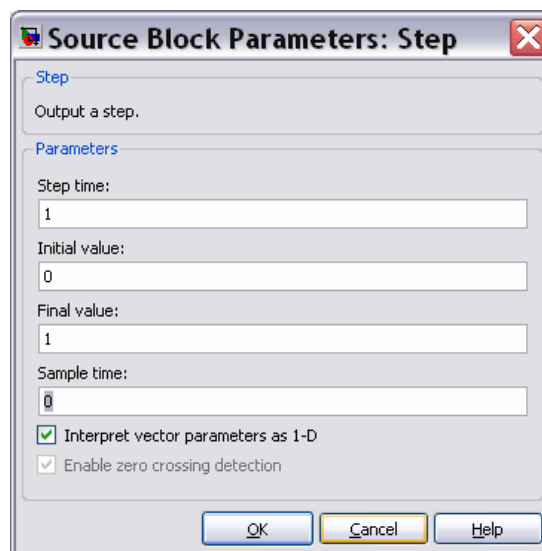 Source Block Parameters: Step
Step
Output a step.
Parameters
Step time:
1
Initial value:
0
Final value:
1
Sample time:
0
Interpret vector parameters as 1-D
Enable zero crossing detection
OK Cancel Help